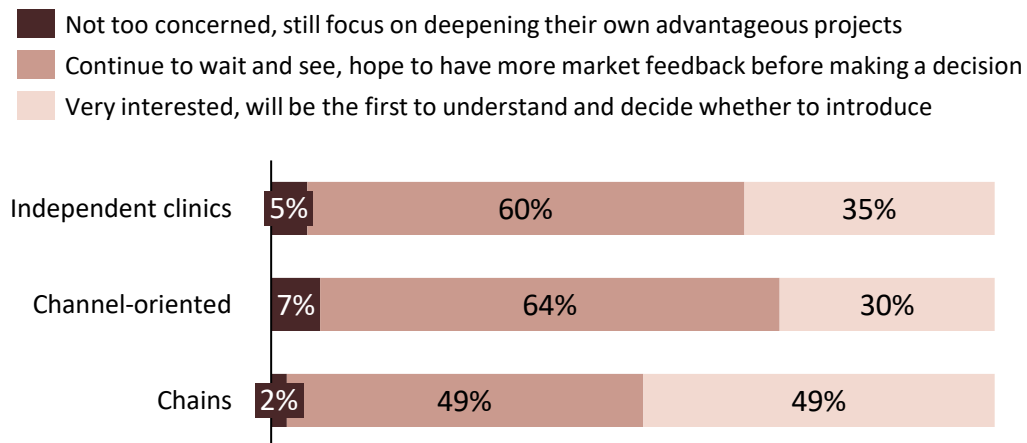 Not too concerned, still focus on deepening their own advantageous projects
Continue to wait and see, hope to have more market feedback before making a decision
Very interested, will be the first to understand and decide whether to introduce
Independent clinics 5% 60% 35%
Channel-oriented 7% 64% 30%
Chains 2% 49% 49%